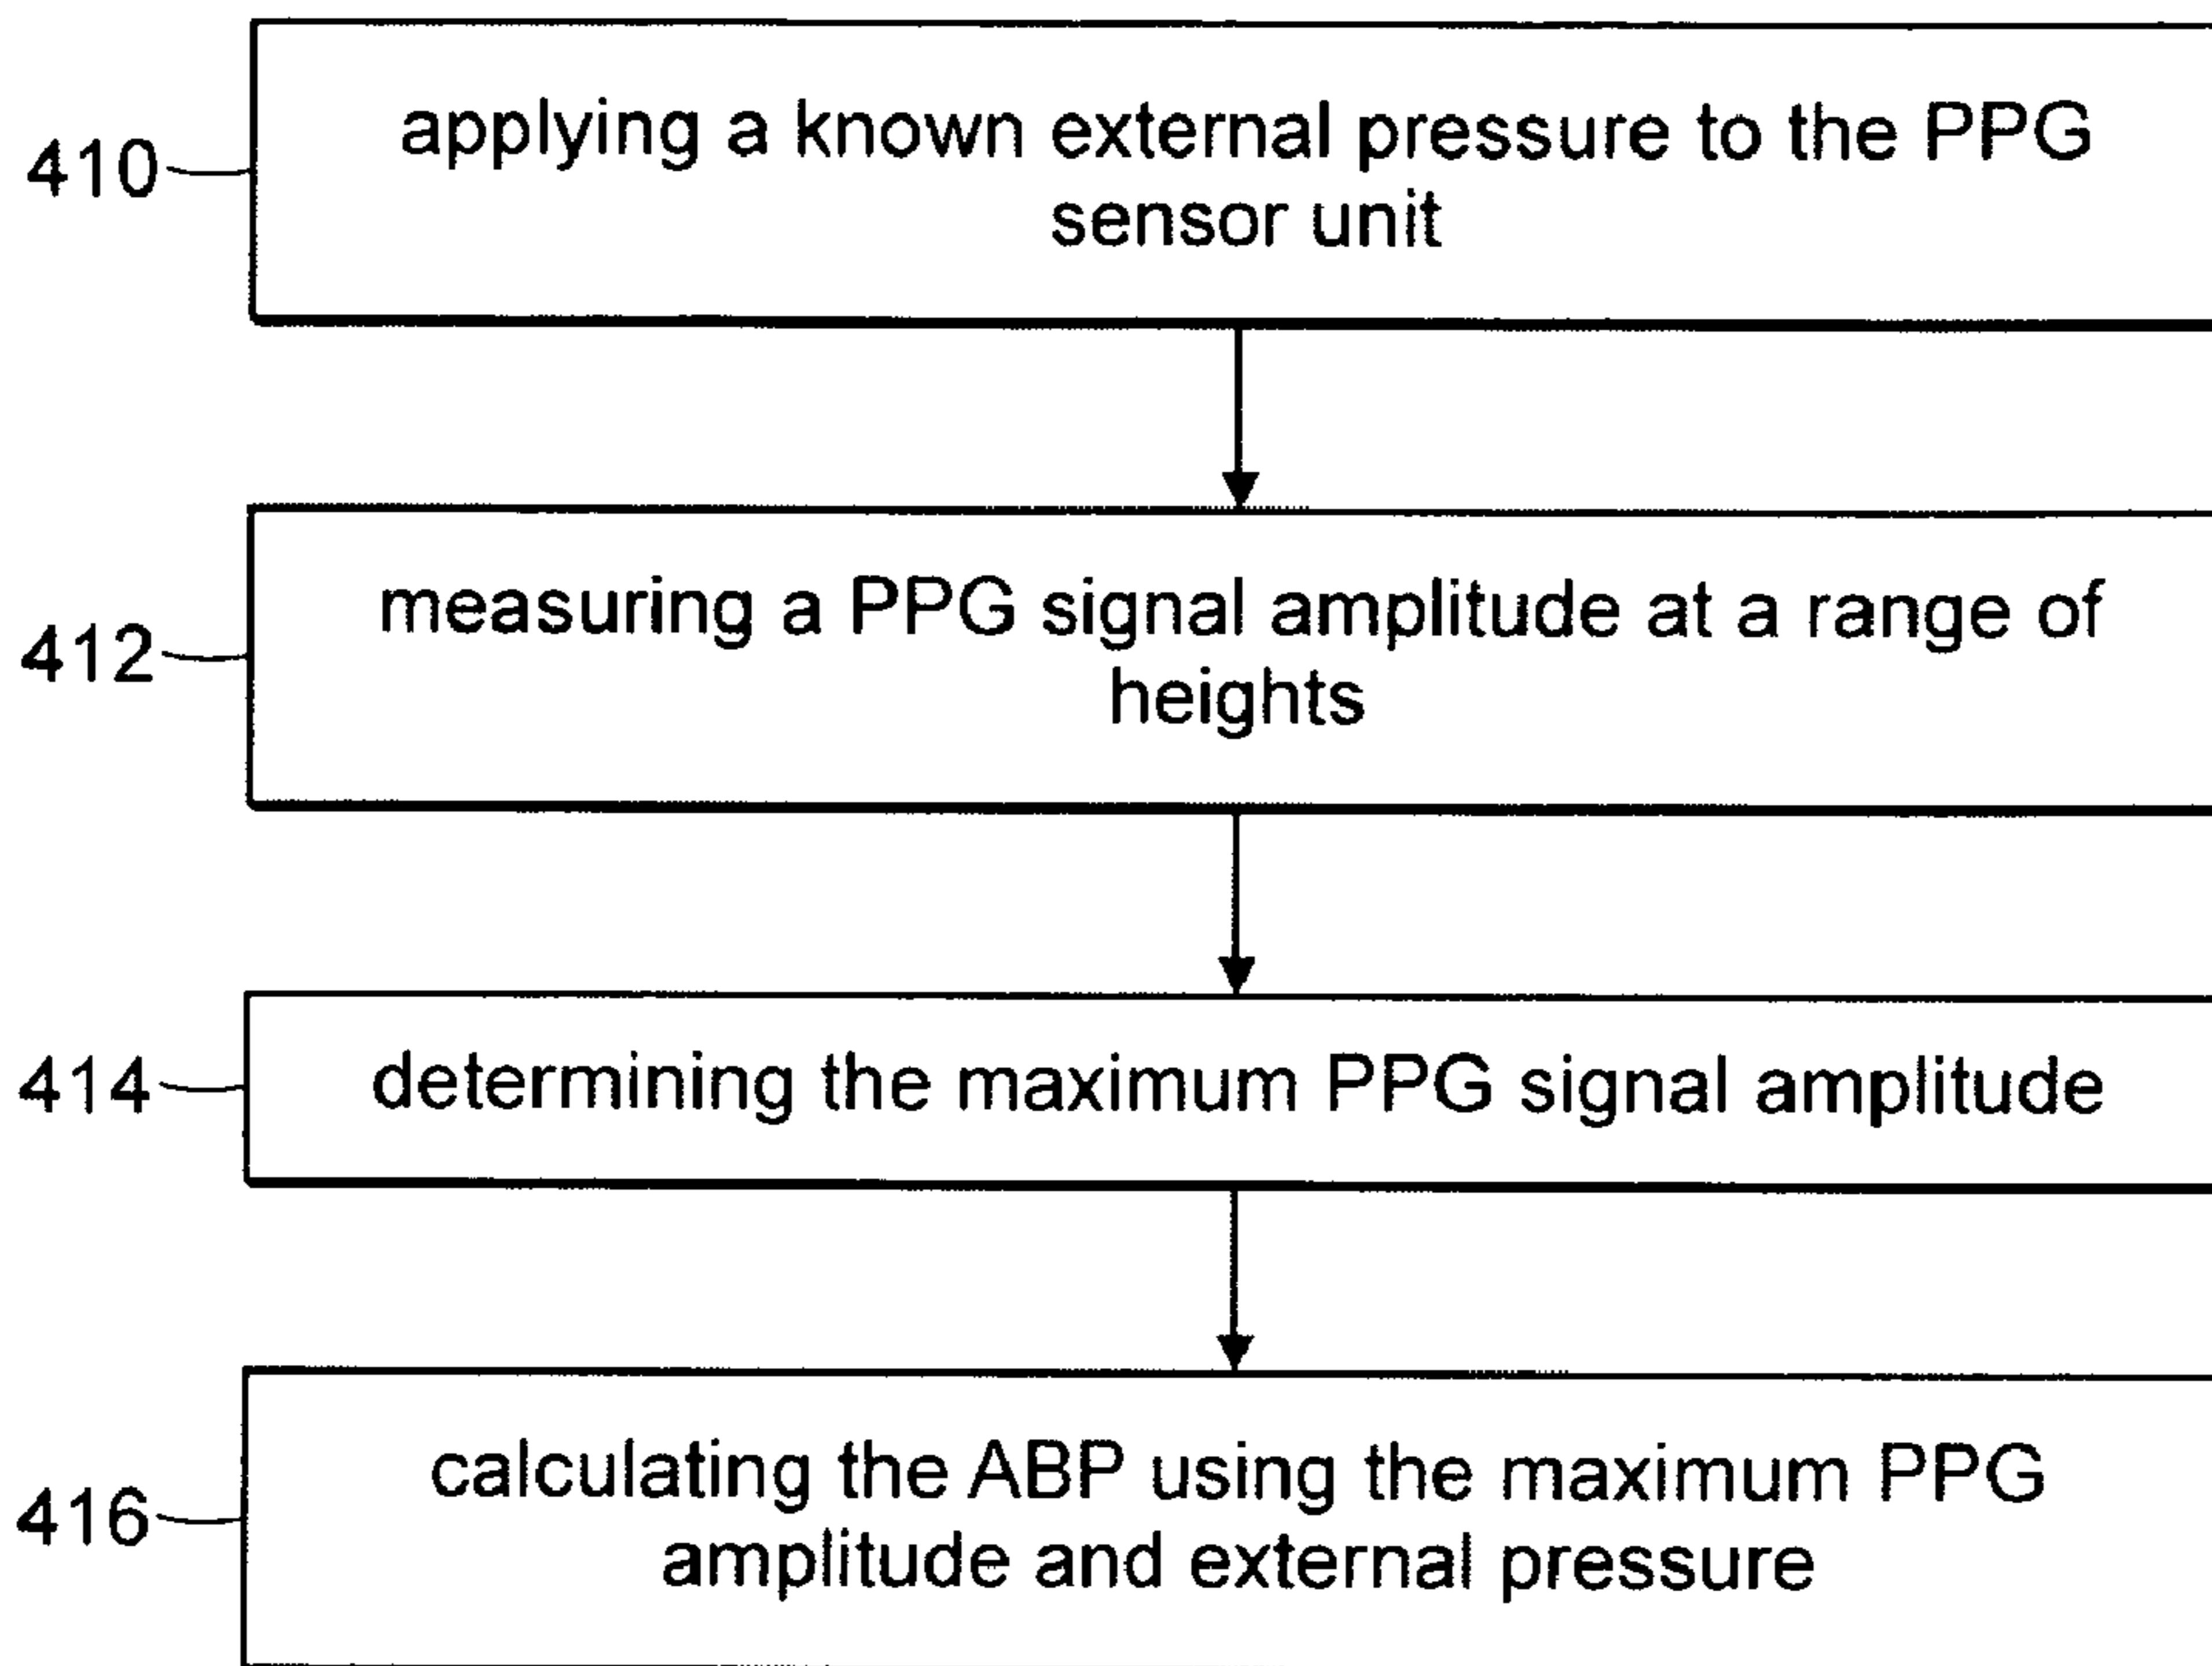 410
applying a known external pressure to the PPG
sensor unit
412
measuring a PPG signal amplitude at a range of
heights
414
determining the maximum PPG signal amplitude
416
calculating the ABP using the maximum PPG
amplitude and external pressure